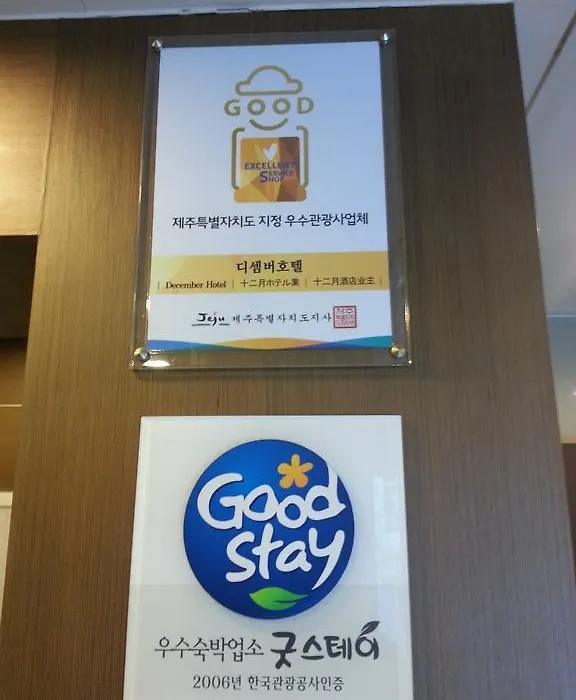 GOOD
EXCELLENT
SERVICE
SHOP
제주특별자치도 지정 우수관광사업체
디셈버호텔
| December Hotel | 十二月ホテル業 | 十二月酒店业主 |
Jeju 제주특별자치도지사
Good
stay
우수숙박업소 굿스테이
2006년 한국관광공사인증